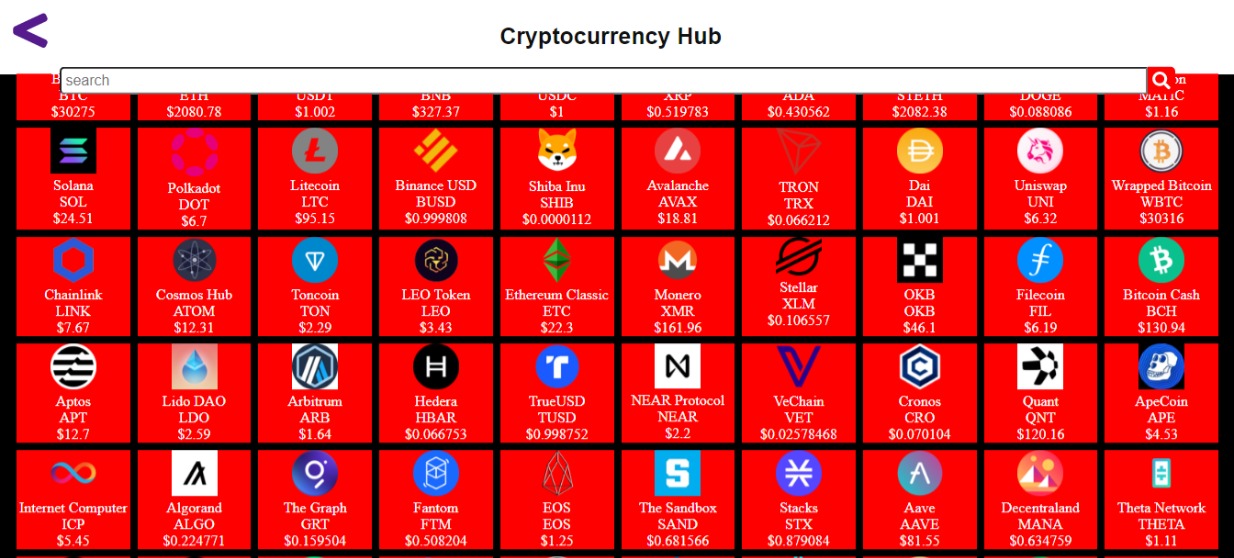 Cryptocurrency Hub
search
BTC
$30275
ETH
$2080.78
USDT
$1.002
BNB
$327.37
USDC
$1
XRP
$0.519783
ADA
$0.430562
STETH
$2082.38
DOGE
$0.088086
MATIC
$1.16
Solana
SOL
$24.51
Polkadot
DOT
$6.7
Litecoin
LTC
$95.15
Binance USD
BUSD
$0.999808
Shiba Inu
SHIB
$0.0000112
Avalanche
AVAX
$18.81
TRON
TRX
$0.066212
Dai
DAI
$1.001
Uniswap
UNI
$6.32
Wrapped Bitcoin
WBTC
$30316
Chainlink
LINK
$7.67
Cosmos Hub
ATOM
$12.31
Toncoin
TON
$2.29
LEO Token
LEO
$3.43
Ethereum Classic
ETC
$22.3
Monero
XMR
$161.96
Stellar
XLM
$0.106557
OKB
OKB
$46.1
Filecoin
FIL
$6.19
Bitcoin Cash
BCH
$130.94
Aptos
APT
$12.7
Lido DAO
LDO
$2.59
Arbitrum
ARB
$1.64
Hedera
HBAR
$0.066753
TrueUSD
TUSD
$0.998752
NEAR Protocol
NEAR
$2.2
VeChain
VET
$0.02578468
Cronos
CRO
$0.070104
Quant
QNT
$120.16
ApeCoin
APE
$4.53
Internet Computer
ICP
$5.45
Algorand
ALGO
$0.224771
The Graph
GRT
$0.159504
Fantom
FTM
$0.508204
EOS
EOS
$1.25
The Sandbox
SAND
$0.681566
Stacks
STX
$0.879084
Aave
AAVE
$81.55
Decentraland
MANA
$0.634759
Theta Network
THETA
$1.11